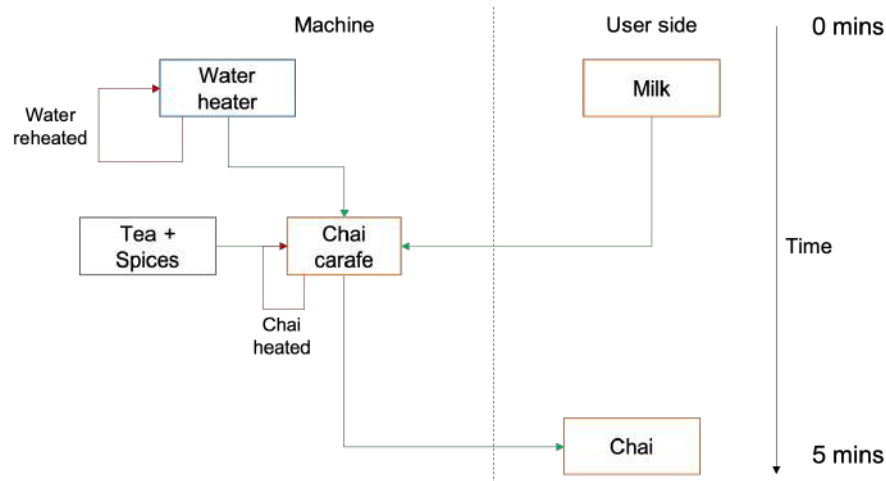 Machine
User side
0 mins
Water
heater
Milk
Water
reheated
Tea +
Spices
Chai
carafe
Time
Chai
heated
Chai
5 mins